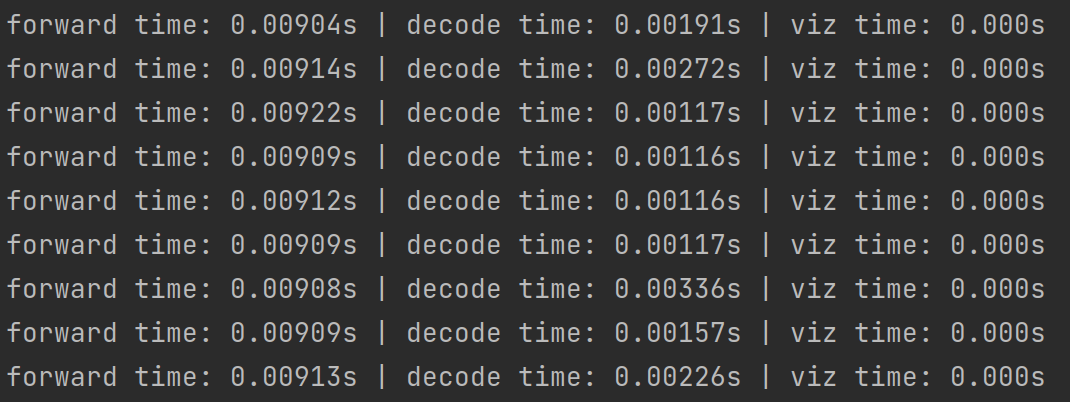 forward time: 0.00904s | decode time: 0.00191s | viz time: 0.000s
forward time: 0.00914s | decode time: 0.00272s | viz time: 0.000s
forward time: 0.00922s | decode time: 0.00117s | viz time: 0.000s
forward time: 0.00909s | decode time: 0.00116s | viz time: 0.000s
forward time: 0.00912s | decode time: 0.00116s | viz time: 0.000s
forward time: 0.00909s | decode time: 0.00117s | viz time: 0.000s
forward time: 0.00908s | decode time: 0.00336s | viz time: 0.000s
forward time: 0.00909s | decode time: 0.00157s | viz time: 0.000s
forward time: 0.00913s | decode time: 0.00226s | viz time: 0.000s